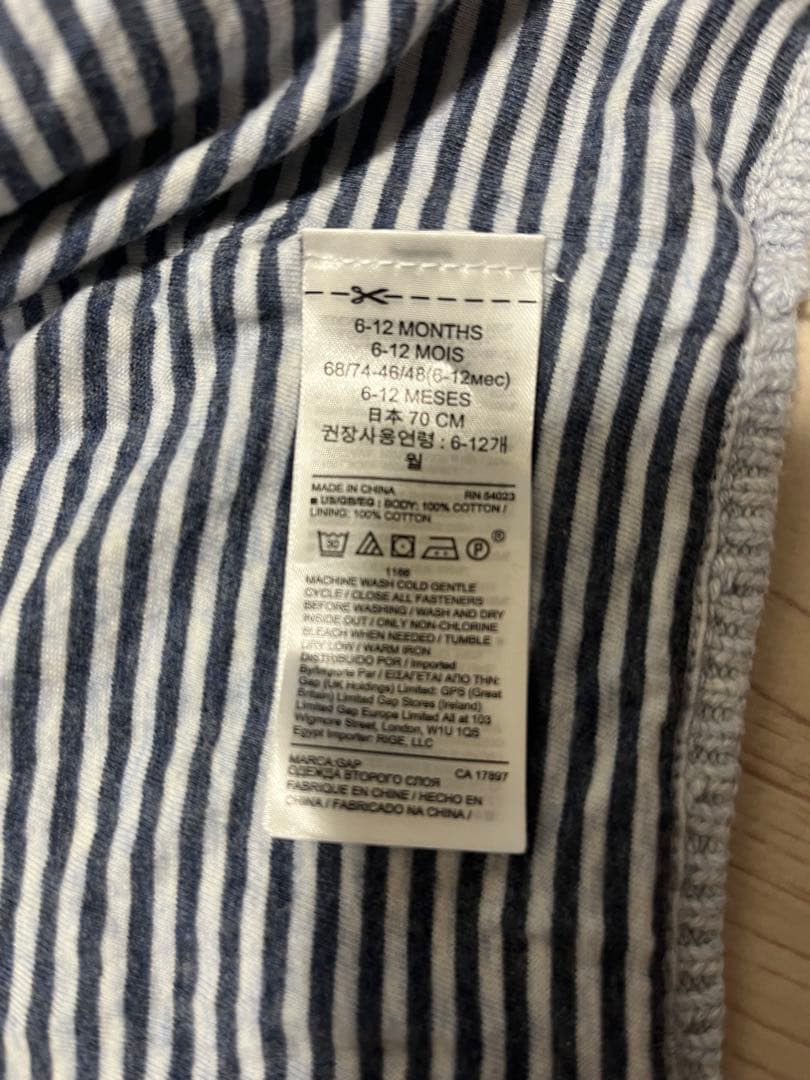 6-12 MONTHS
6-12 MOIS
68/74-46/48(6-12мес)
6-12 MESES
日本 70 CM
권장사용연령 : 6-12개
월
MADE IN CHINA RN 54023
■ US/GB/EQ | BODY: 100% COTTON /
LINING: 100% COTTON
30 P ®
1166
MACHINE WASH COLD GENTLE
CYCLE / CLOSE ALL FASTENERS
BEFORE WASHING / WASH AND DRY
INSIDE OUT / ONLY NON-CHLORINE
BLEACH WHEN NEEDED / TUMBLE
DRY LOW / WARM IRON
DISTRIBUIDO POR / Imported
By/Importe Par / ΕΙΣΑΓΕΤΑΙ ΑΠΟ ΤΗΝ:
Gap (UK Holdings) Limited: GPS (Great
Britain) Limited Gap Stores (Ireland)
Limited Gap Europe Limited All at 103
Wigmore Street, London, W1U 1QS
Egypt Importer: RIGE, LLC
MARCA:GAP CA 17897
ОДЕЖДА ВТОРОГО СЛОЯ
FABRIQUE EN CHINE / HECHO EN
CHINA / FABRICADO NA CHINA /